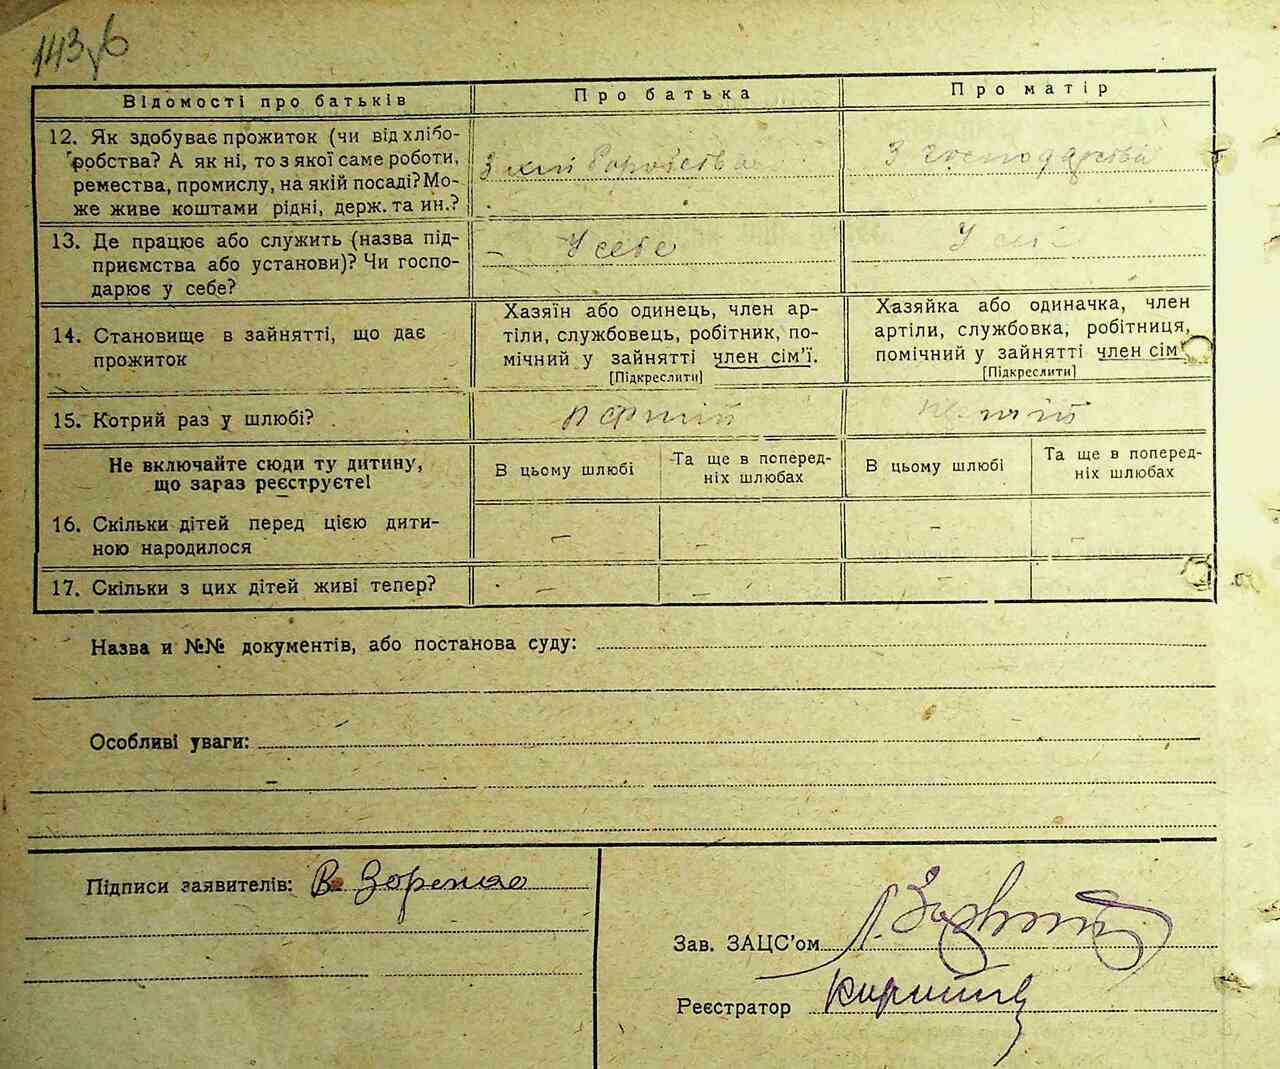 143
Відомості про батьків
Про батька
Про матір
12. Як здобуває прожиток (чи від хлібо-
робства? А як ні, то з якої саме роботи,
ремества, промислу, на якій посаді? Мо-
же живе коштами рідні, держ. та ин.?
З хліборобства
З господарства
13. Де працює або служить (назва під-
приємства або установи)? Чи госпо-
дарює у себе?
– У себе
У себе
14. Становище в зайнятті, що дає
прожиток
Хазяїн або одинець, член ар-
тіли, службовець, робітник, по-
мічний у зайнятті член сім'ї.
[Підкреслити]
Хазяйка або одиначка, член
артіли, службовка, робітниця,
помічний у зайнятті член сім'
[Підкреслити]
15. Котрий раз у шлюбі?
перший
Не включайте сюди ту дитину,
що зараз реєструєте!
В цьому шлюбі
Та ще в поперед-
ніх шлюбах
В цьому шлюбі
Та ще в поперед-
ніх шлюбах
16. Скільки дітей перед цією дити-
ною народилося
– – – –
17. Скільки з цих дітей живі тепер?
– – –
Назва и №№ документів, або постанова суду:
Особливі уваги:
–
Підписи заявителів: В
Зав. ЗАЦС'ом
Реєстратор